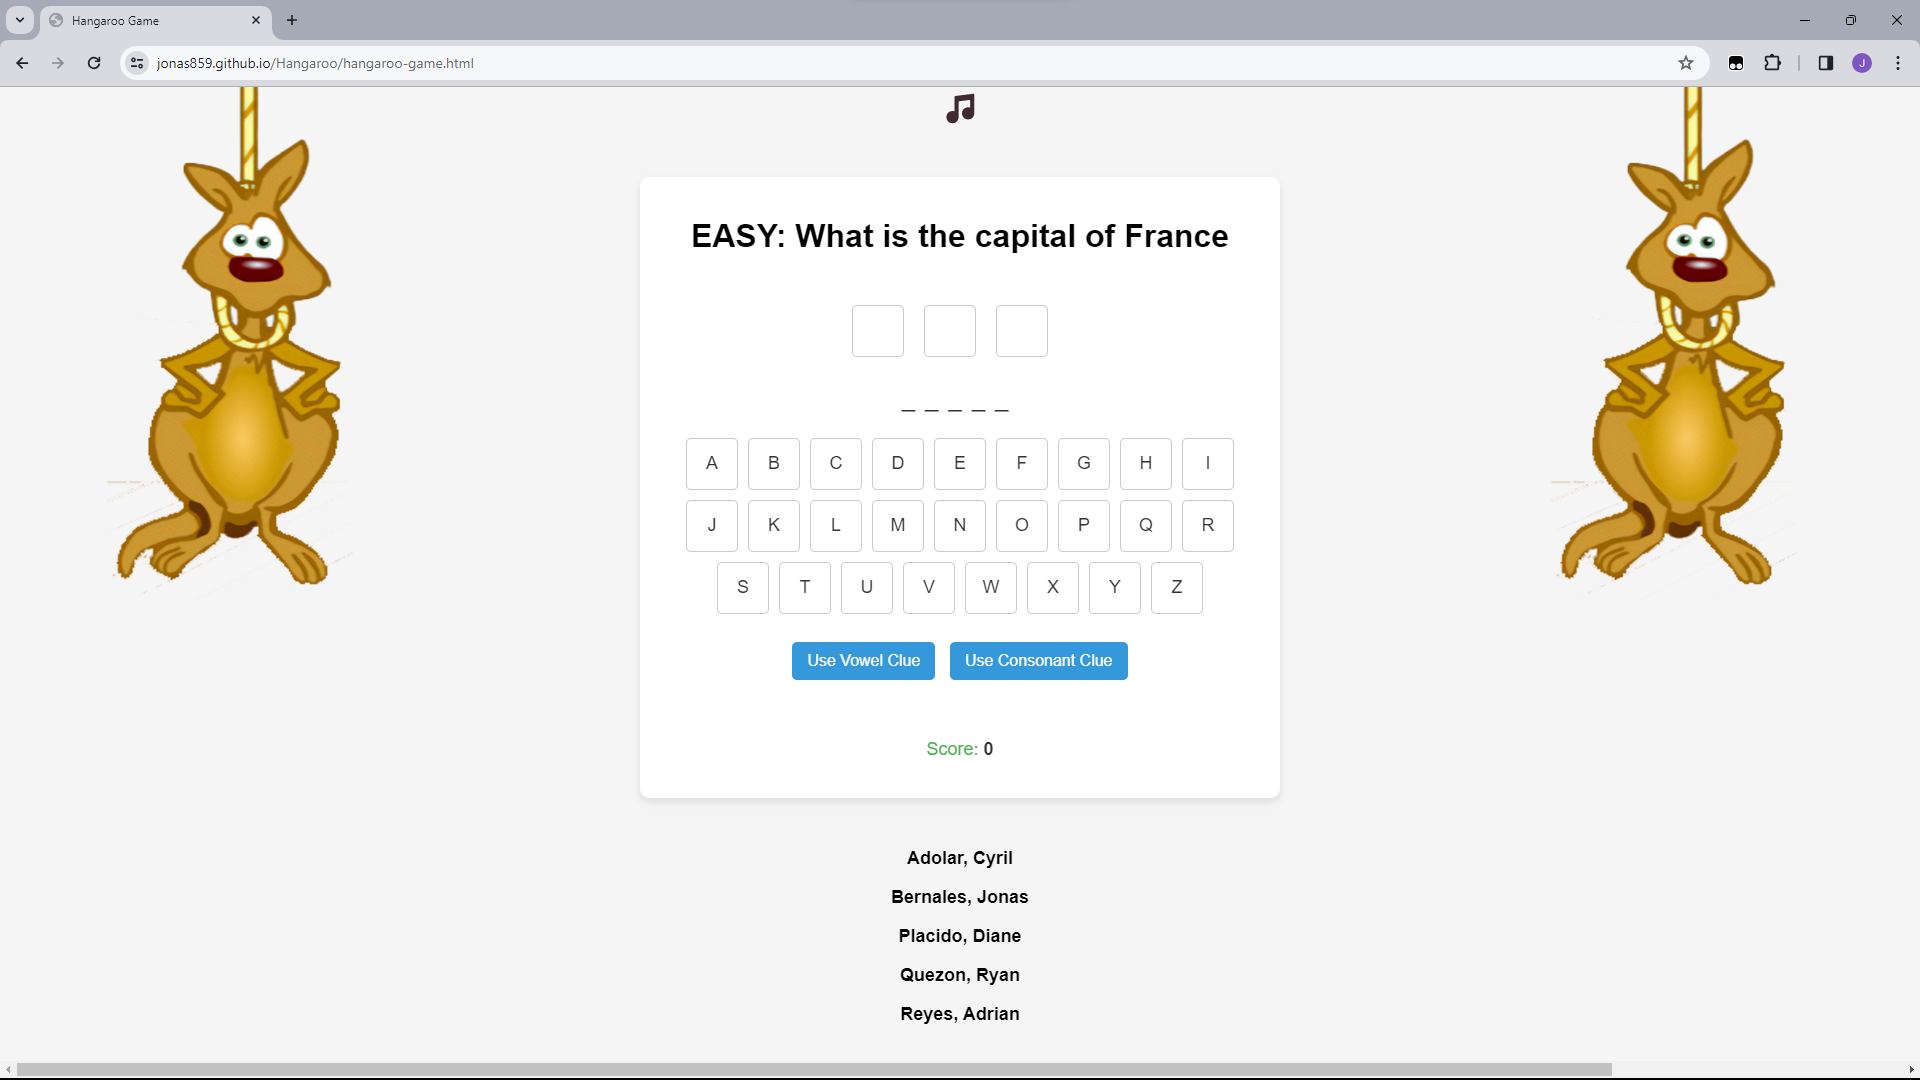 Hangaroo Game
jonas859.github.io/Hangaroo/hangaroo-game.html
J
EASY: What is the capital of France
_ _ _ _ _
A B C D E F G H I
J K L M N O P Q R
S T U V W X Y Z
Use Vowel Clue Use Consonant Clue
Score: 0
Adolar, Cyril
Bernales, Jonas
Placido, Diane
Quezon, Ryan
Reyes, Adrian